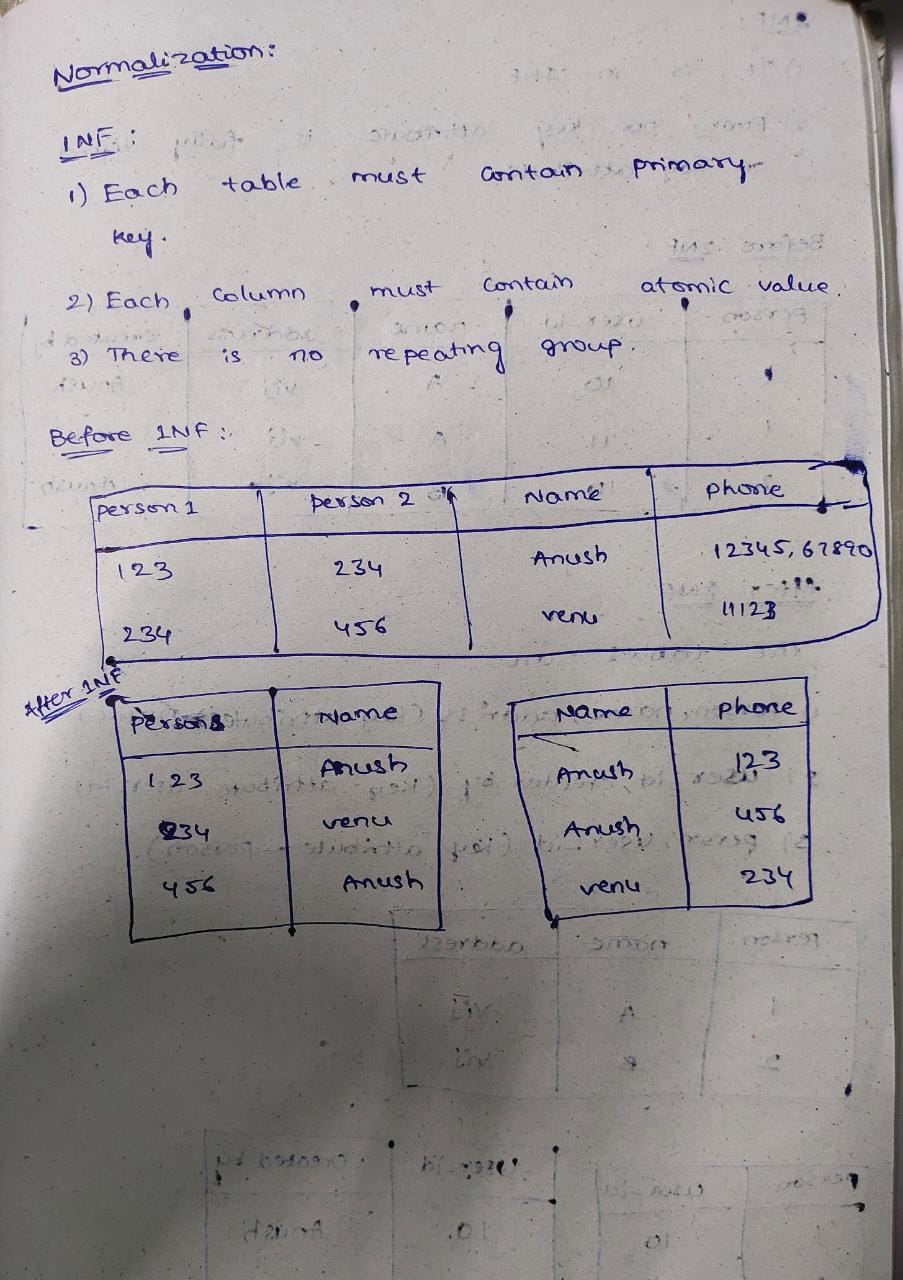 Normalization:
1NF :
1) Each table must contain primary
key.
2) Each column must contain atomic value.
3) There is no repeating group.
Before 1NF :
person 1 person 2 Name phone
123 234 Anush 12345, 67890
234 456 venu 11123
After 1NF
persons Name
123 Anush
234 venu
456 Anush
Name phone
Anush 123
Anush 456
venu 234